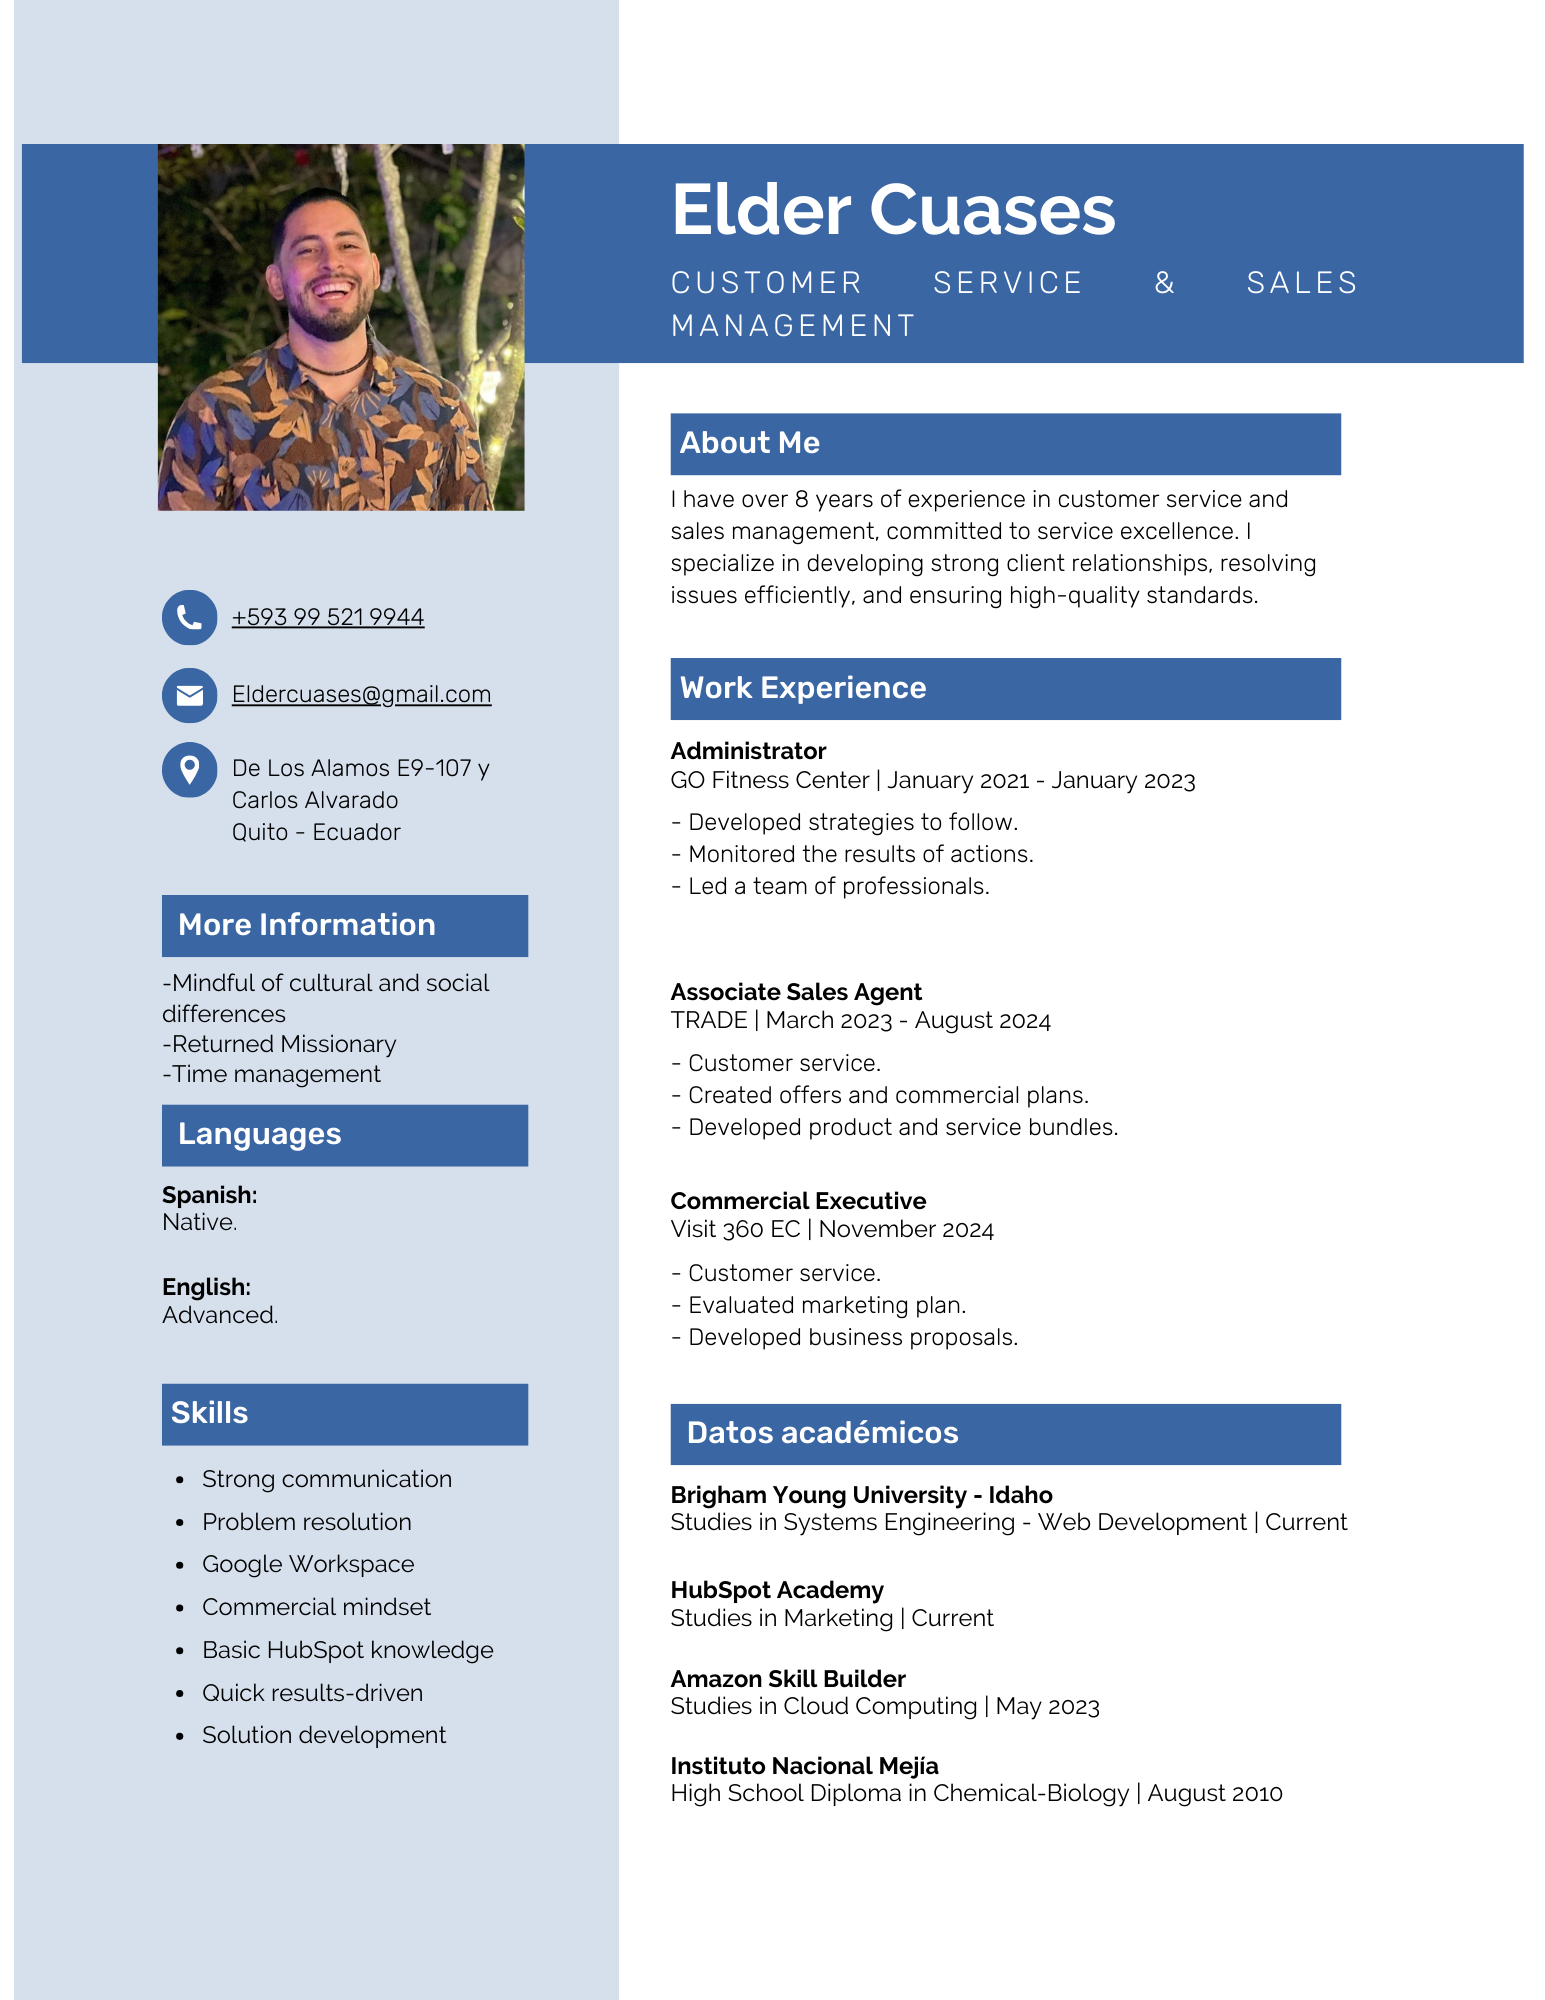 Elder Cuases
CUSTOMER SERVICE & SALES
MANAGEMENT
+593 99 521 9944
Eldercuases@gmail.com
De Los Alamos E9-107 y
Carlos Alvarado
Quito - Ecuador
More Information
-Mindful of cultural and social
differences
-Returned Missionary
-Time management
Languages
Spanish:
Native.
English:
Advanced.
Skills
• Strong communication
• Problem resolution
• Google Workspace
• Commercial mindset
• Basic HubSpot knowledge
• Quick results-driven
• Solution development
About Me
I have over 8 years of experience in customer service and
sales management, committed to service excellence. I
specialize in developing strong client relationships, resolving
issues efficiently, and ensuring high-quality standards.
Work Experience
Administrator
GO Fitness Center | January 2021 - January 2023
- Developed strategies to follow.
- Monitored the results of actions.
- Led a team of professionals.
Associate Sales Agent
TRADE | March 2023 - August 2024
- Customer service.
- Created offers and commercial plans.
- Developed product and service bundles.
Commercial Executive
Visit 360 EC | November 2024
- Customer service.
- Evaluated marketing plan.
- Developed business proposals.
Datos académicos
Brigham Young University - Idaho
Studies in Systems Engineering - Web Development | Current
HubSpot Academy
Studies in Marketing | Current
Amazon Skill Builder
Studies in Cloud Computing | May 2023
Instituto Nacional Mejía
High School Diploma in Chemical-Biology | August 2010